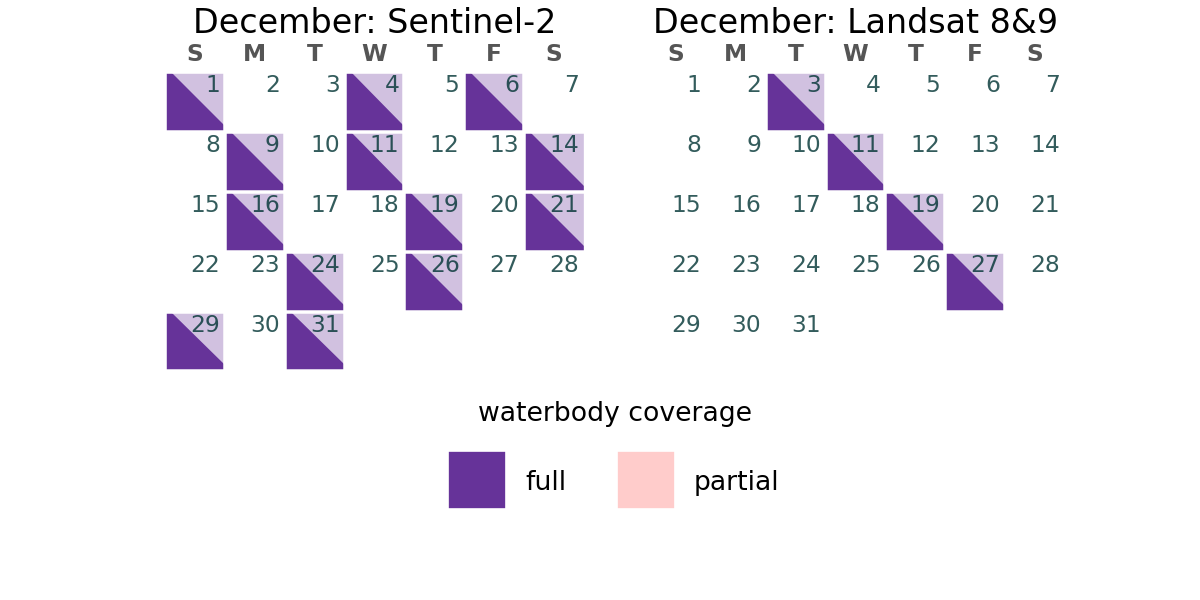 December: Sentinel-2
S M T W T F S
1 2 3 4 5 6 7
8 9 10 11 12 13 14
15 16 17 18 19 20 21
22 23 24 25 26 27 28
29 30 31
December: Landsat 8&9
S M T W T F S
1 2 3 4 5 6 7
8 9 10 11 12 13 14
15 16 17 18 19 20 21
22 23 24 25 26 27 28
29 30 31
waterbody coverage
full partial